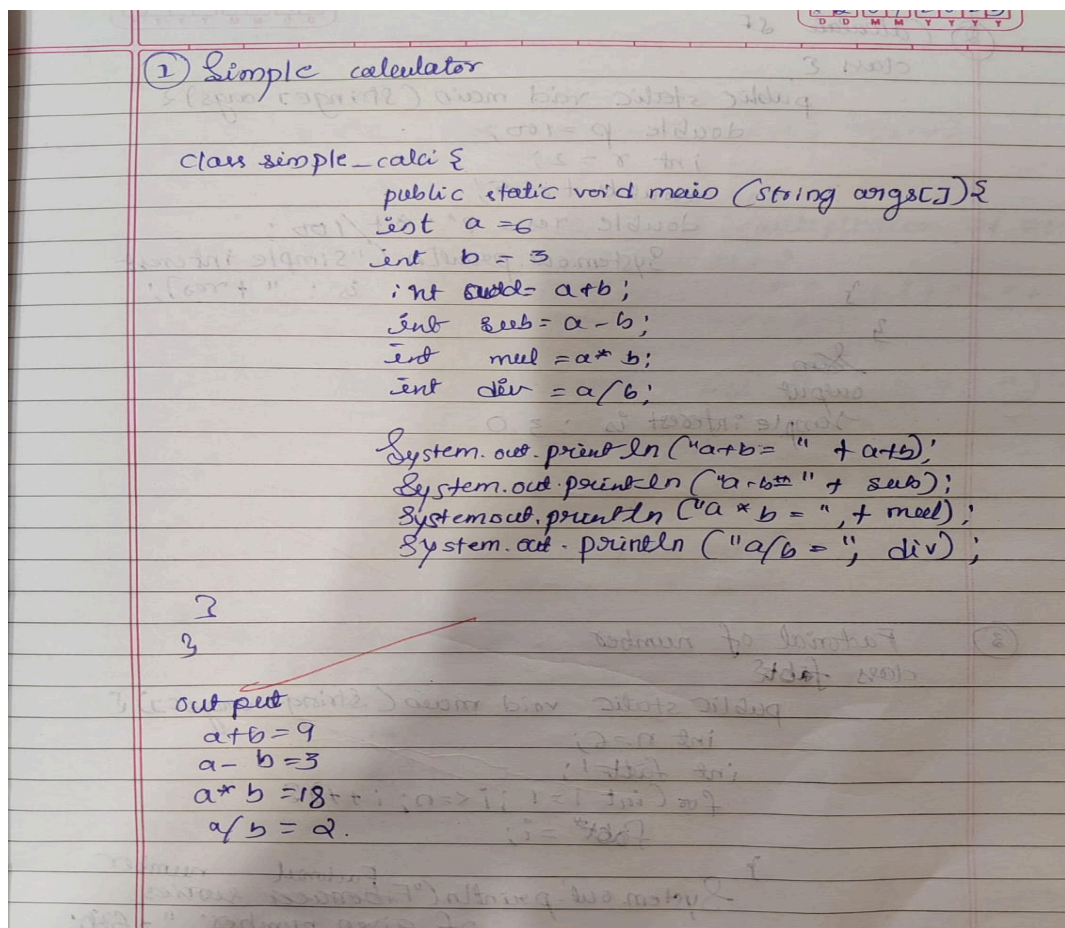 D D M M Y Y Y Y
1 Simple calculator
class simple_calci {
public static void main (string args[]){
int a =6
int b = 3
int add= a+b;
int sub= a-b;
int mul =a* b;
int div = a/b;
System.out.println ("a+b= " + a+b);
System.out.println ("a-b= " + sub);
System.out.println ("a * b = ", + mul);
System.out.println ("a/b = ", div);
}
}
output
a+b=9
a- b=3
a* b =18
a/b = 2.